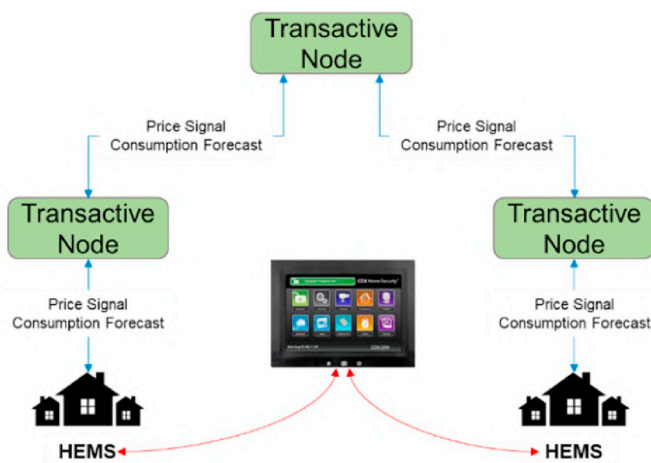 Transactive
Node
Price Signal
Consumption Forecast
Price Signal
Consumption Forecast
Transactive
Node
Transactive
Node
Price Signal
Consumption Forecast
Price Signal
Consumption Forecast
HEMS
HEMS